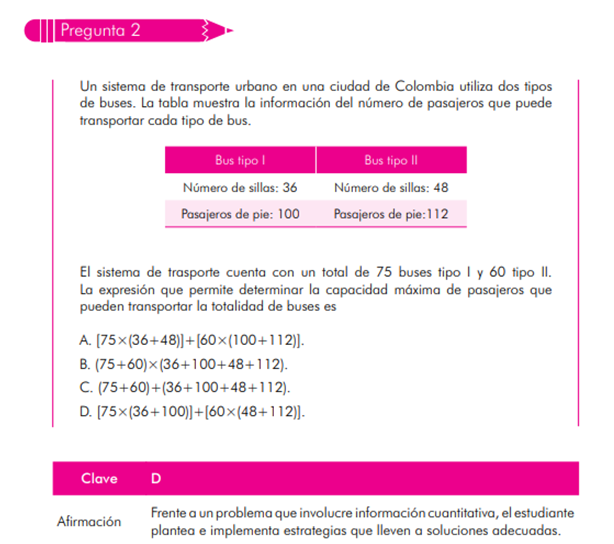 Pregunta 2
Un sistema de transporte urbano en una ciudad de Colombia utiliza dos tipos
de buses. La tabla muestra la información del número de pasajeros que puede
transportar cada tipo de bus.
Bus tipo I Bus tipo II
Número de sillas: 36 Número de sillas: 48
Pasajeros de pie: 100 Pasajeros de pie:112
El sistema de trasporte cuenta con un total de 75 buses tipo I y 60 tipo II.
La expresión que permite determinar la capacidad máxima de pasajeros que
pueden transportar la totalidad de buses es
A. [75×(36+48)]+[60×(100+112)].
B. (75+60)×(36+100+48+112).
C. (75+60)+(36+100+48+112).
D. [75×(36+100)]+[60×(48+112)].
Clave D
Afirmación Frente a un problema que involucre información cuantitativa, el estudiante
plantea e implementa estrategias que lleven a soluciones adecuadas.